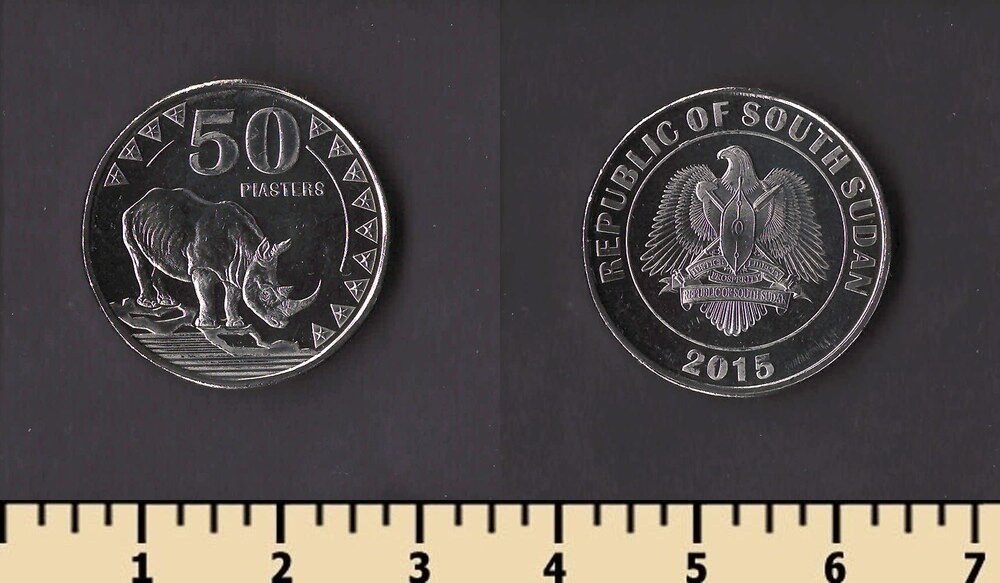 50
PIASTERS
REPUBLIC OF SOUTH SUDAN
JUSTICE LIBERTY
PROSPERITY
REPUBLIC OF SOUTH SUDAN
2015
1 2 3 4 5 6 7